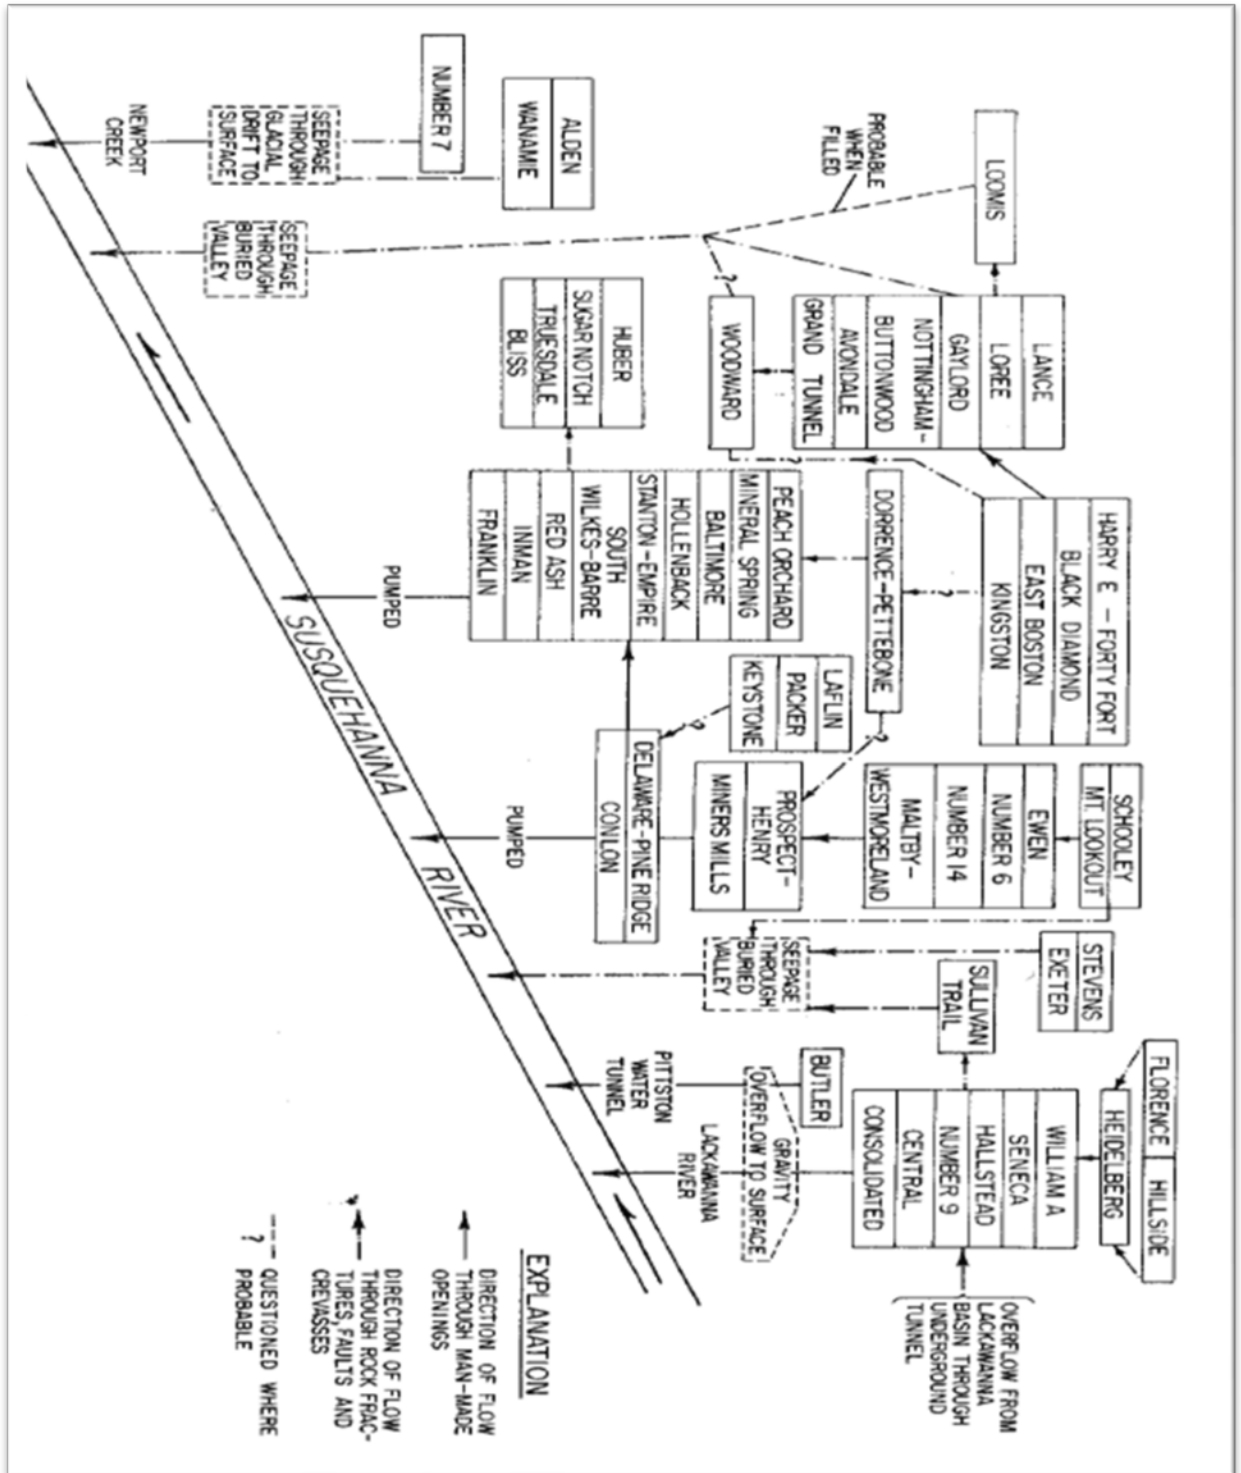 LOOMIS
PROBABLE
WHEN
FILLED
ALDEN
WANAMIE
NUMBER 7
SEEPAGE
THROUGH
GLACIAL
DRIFT TO
SURFACE
NEWPORT
CREEK
LANCE
LOREE
GAYLORD
NOTTINGHAM-
BUTTONWOOD
AVONDALE
GRAND TUNNEL
WOODWARD
?
SEEPAGE
THROUGH
BURIED
VALLEY
HUBER
SUGAR NOTCH
TRUESDALE
BLISS
HARRY E - FORTY FORT
BLACK DIAMOND
EAST BOSTON
KINGSTON
?
?
DORRENCE-PETTEBONE
?
PEACH ORCHARD
MINERAL SPRING
BALTIMORE
HOLLENBACK
STANTON-EMPIRE
SOUTH
WILKES-BARRE
RED ASH
INMAN
FRANKLIN
PUMPED
LAFLIN
PACKER
KEYSTONE
?
SCHOOLEY
MT. LOOKOUT
EWEN
NUMBER 6
NUMBER 14
MALTBY-
WESTMORELAND
PROSPECT-
HENRY
MINERS MILLS
DELAWARE-PINE RIDGE
CONLON
PUMPED
STEVENS
EXETER
SULLIVAN
TRAIL
SEEPAGE
THROUGH
BURIED
VALLEY
FLORENCE HILLSIDE
HEIDELBERG
WILLIAM A
SENECA
HALLSTEAD
NUMBER 9
CENTRAL
CONSOLIDATED
BUTLER
GRAVITY
OVERFLOW TO SURFACE
PITTSTON
WATER
TUNNEL
LACKAWANNA
RIVER
OVERFLOW FROM
LACKAWANNA
BASIN THROUGH
UNDERGROUND
TUNNEL
SUSQUEHANNA RIVER
EXPLANATION
DIRECTION OF FLOW
THROUGH MAN-MADE
OPENINGS
DIRECTION OF FLOW
THROUGH ROCK FRAC-
TURES, FAULTS AND
CREVASSES
? QUESTIONED WHERE
PROBABLE